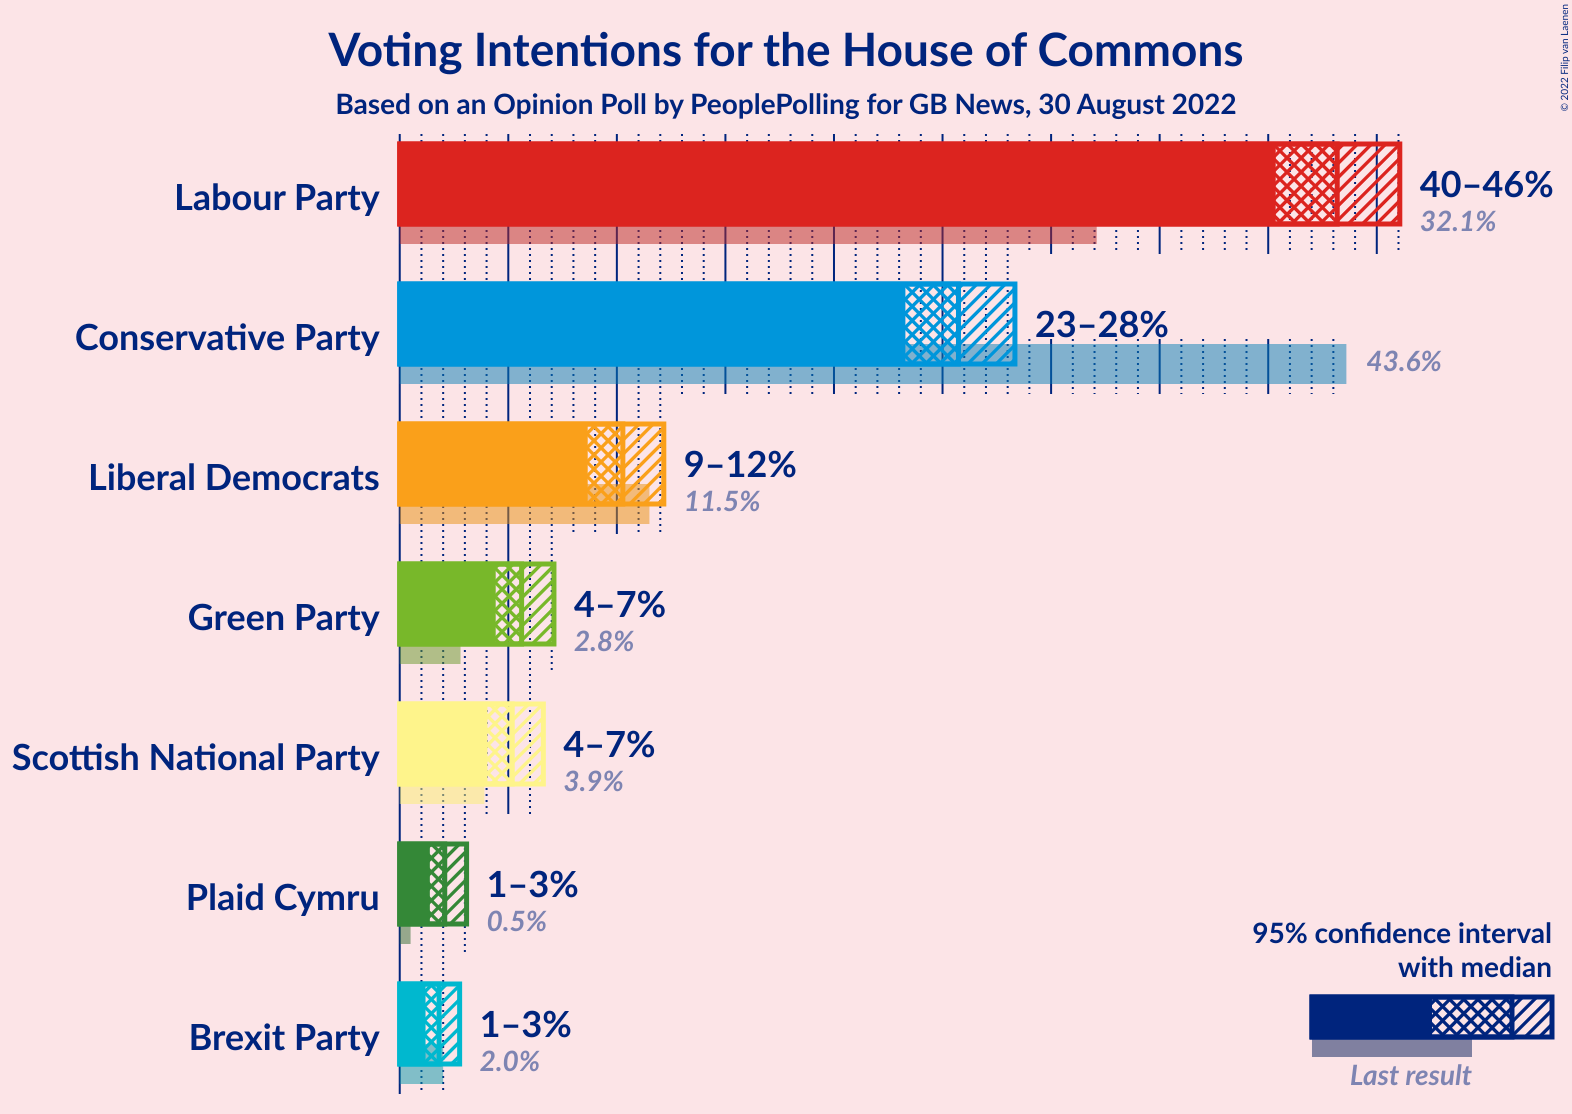 Voting Intentions for the House of Commons
Based on an Opinion Poll by PeoplePolling for GB News, 30 August 2022
© 2022 Filip van Laenen
Labour Party
40–46%
32.1%
Conservative Party
23–28%
43.6%
Liberal Democrats
9–12%
11.5%
Green Party
4–7%
2.8%
Scottish National Party
4–7%
3.9%
Plaid Cymru
1–3%
0.5%
Brexit Party
1–3%
2.0%
95% confidence interval
with median
Last result